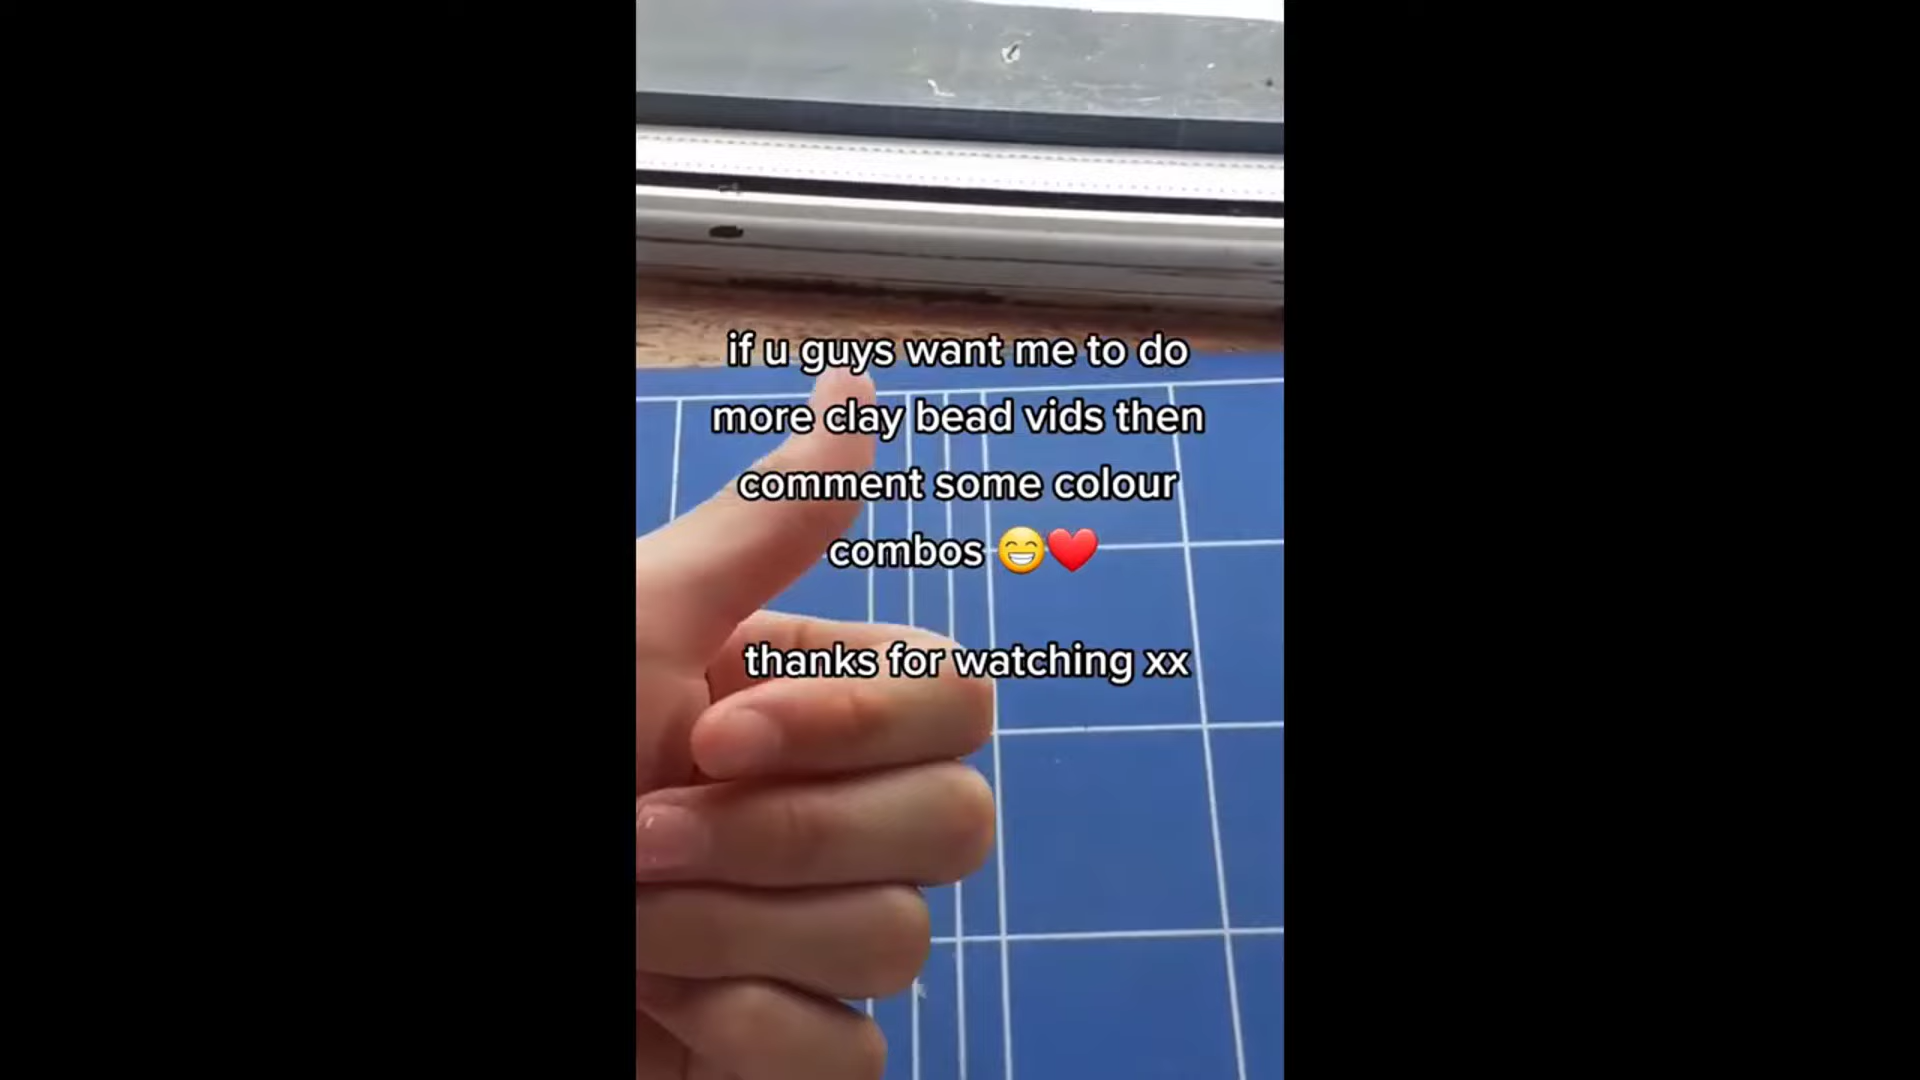 if u guys want me to do
more clay bead vids then
comment some colour
combos 😁❤️
thanks for watching xx